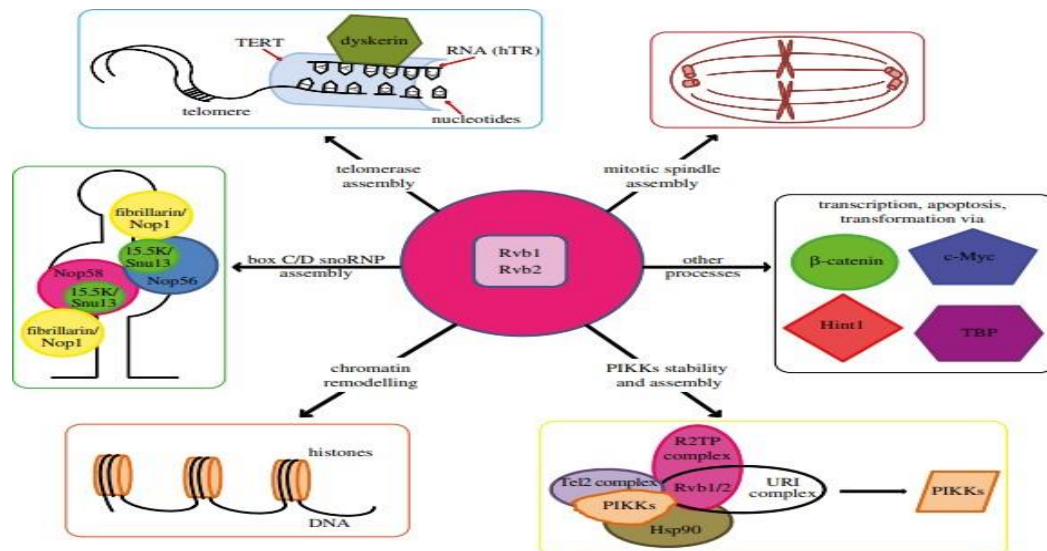 TERT
dyskerin
RNA (hTR)
telomere
nucleotides
telomerase
assembly
mitotic spindle
assembly
fibrillarin/
Nop1
15.5K/
Snu13
Nop58
Nop56
15.5K/
Snu13
fibrillarin/
Nop1
box C/D snoRNP
assembly
Rvb1
Rvb2
other
processes
transcription, apoptosis,
transformation via
β-catenin
c-Myc
Hint1
TBP
chromatin
remodelling
PIKKs stability
and assembly
histones
DNA
R2TP
complex
Tel2 complex
Rvb1/2
URI
complex
PIKKs
Hsp90
PIKKs